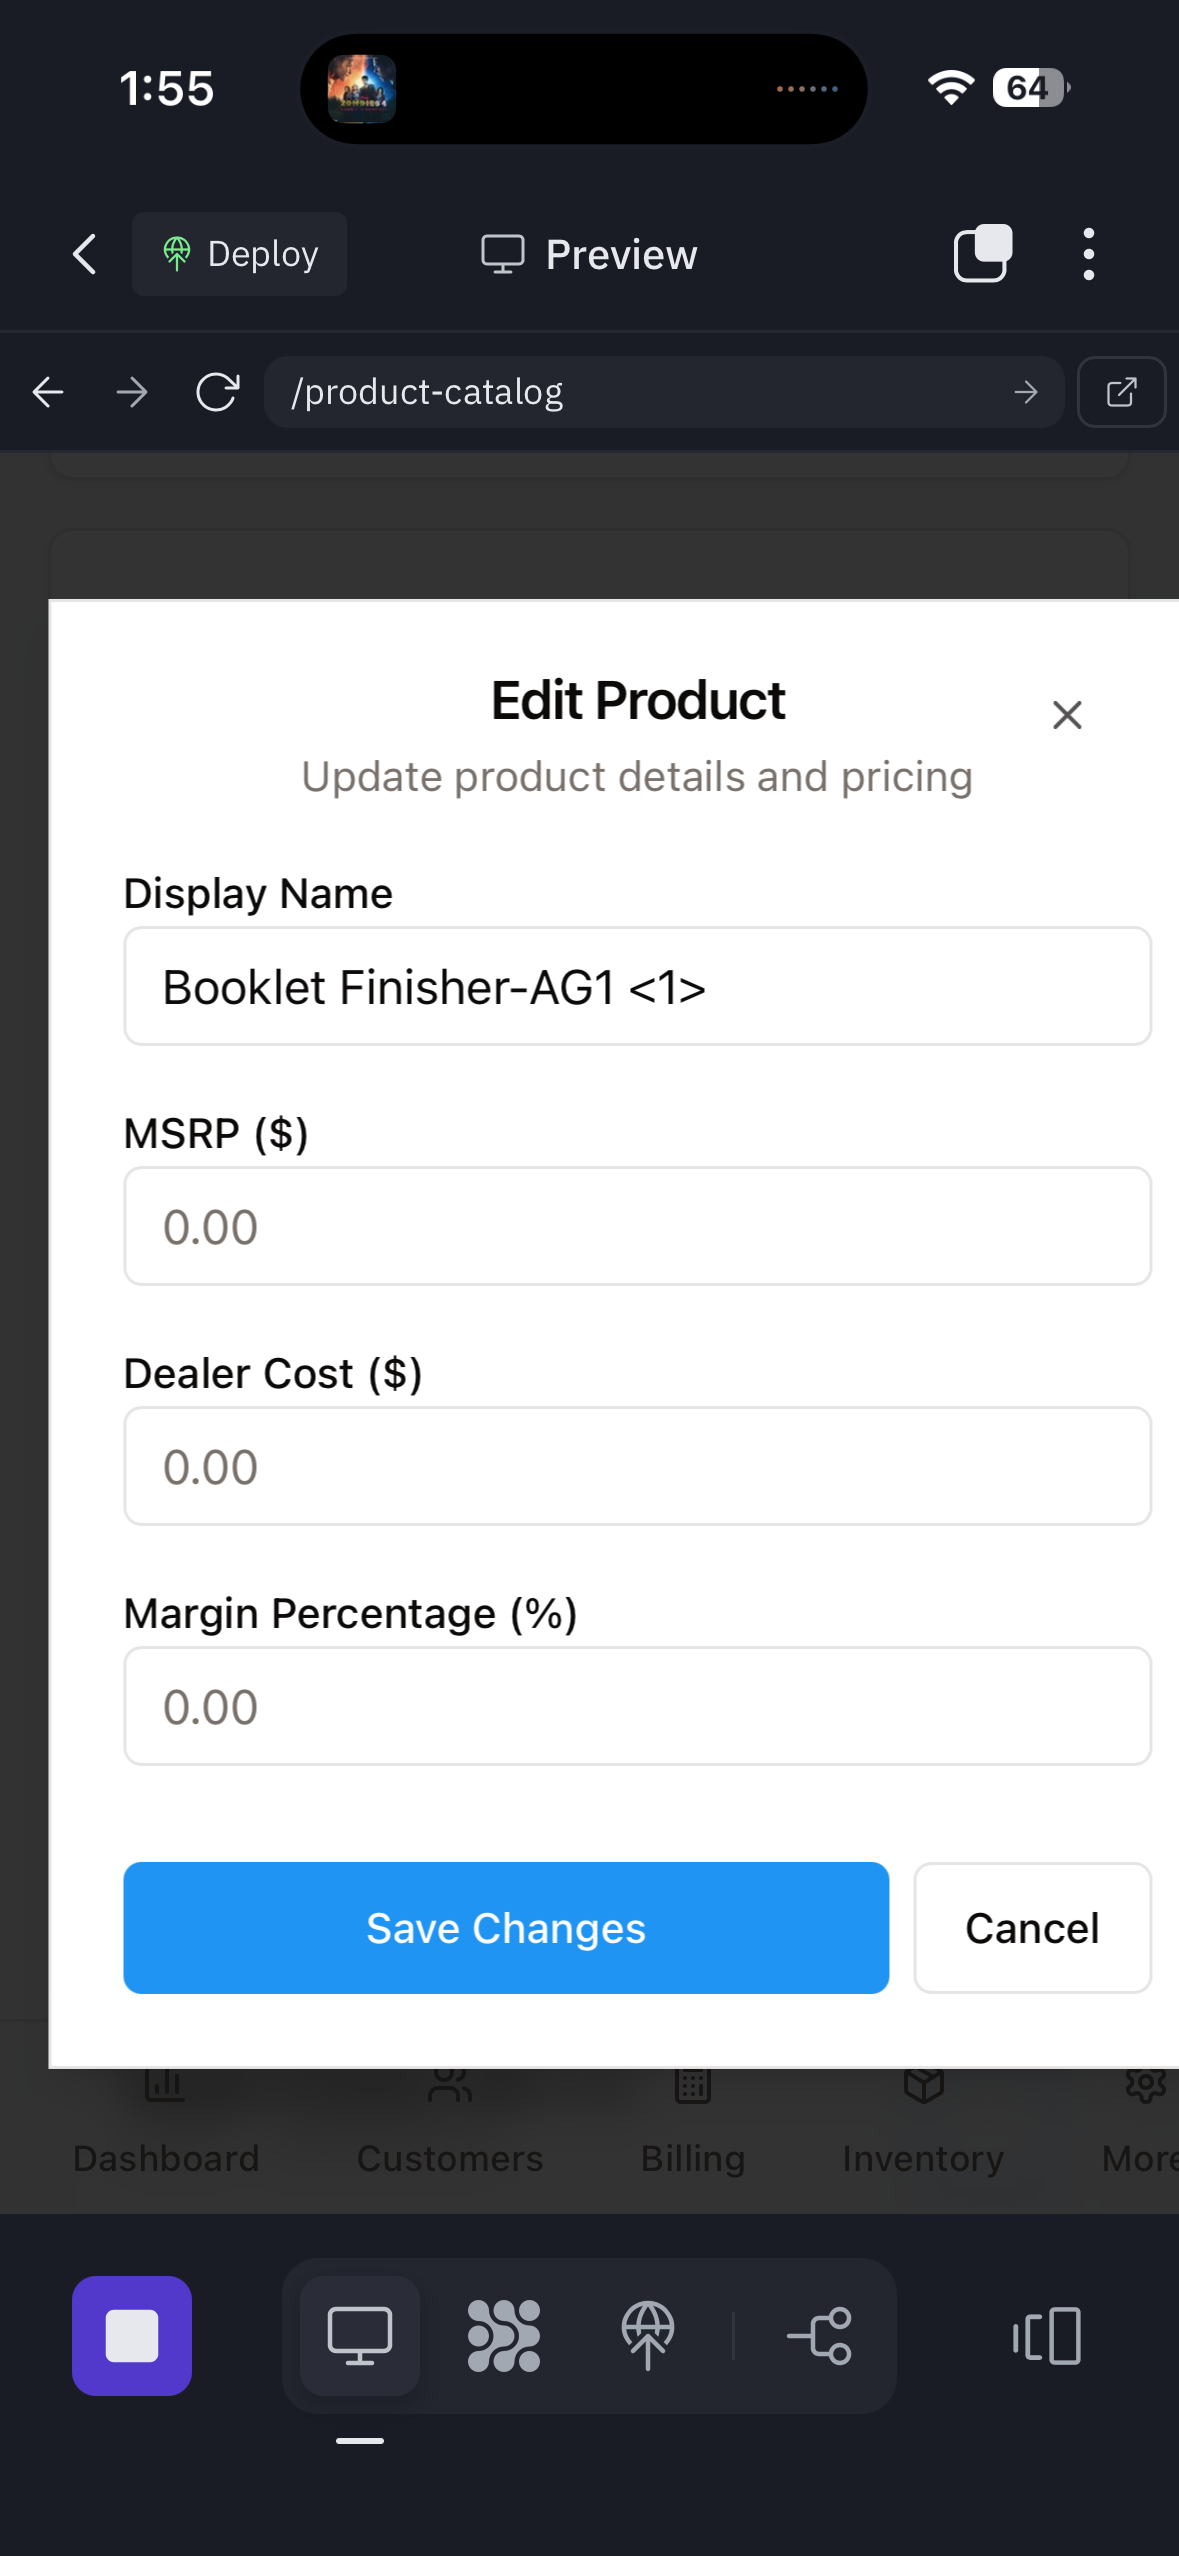 1:55
64
Deploy
Preview
/product-catalog
Edit Product
Update product details and pricing
Display Name
Booklet Finisher-AG1 <1>
MSRP ($)
0.00
Dealer Cost ($)
0.00
Margin Percentage (%)
0.00
Save Changes
Cancel
Dashboard
Customers
Billing
Inventory
More